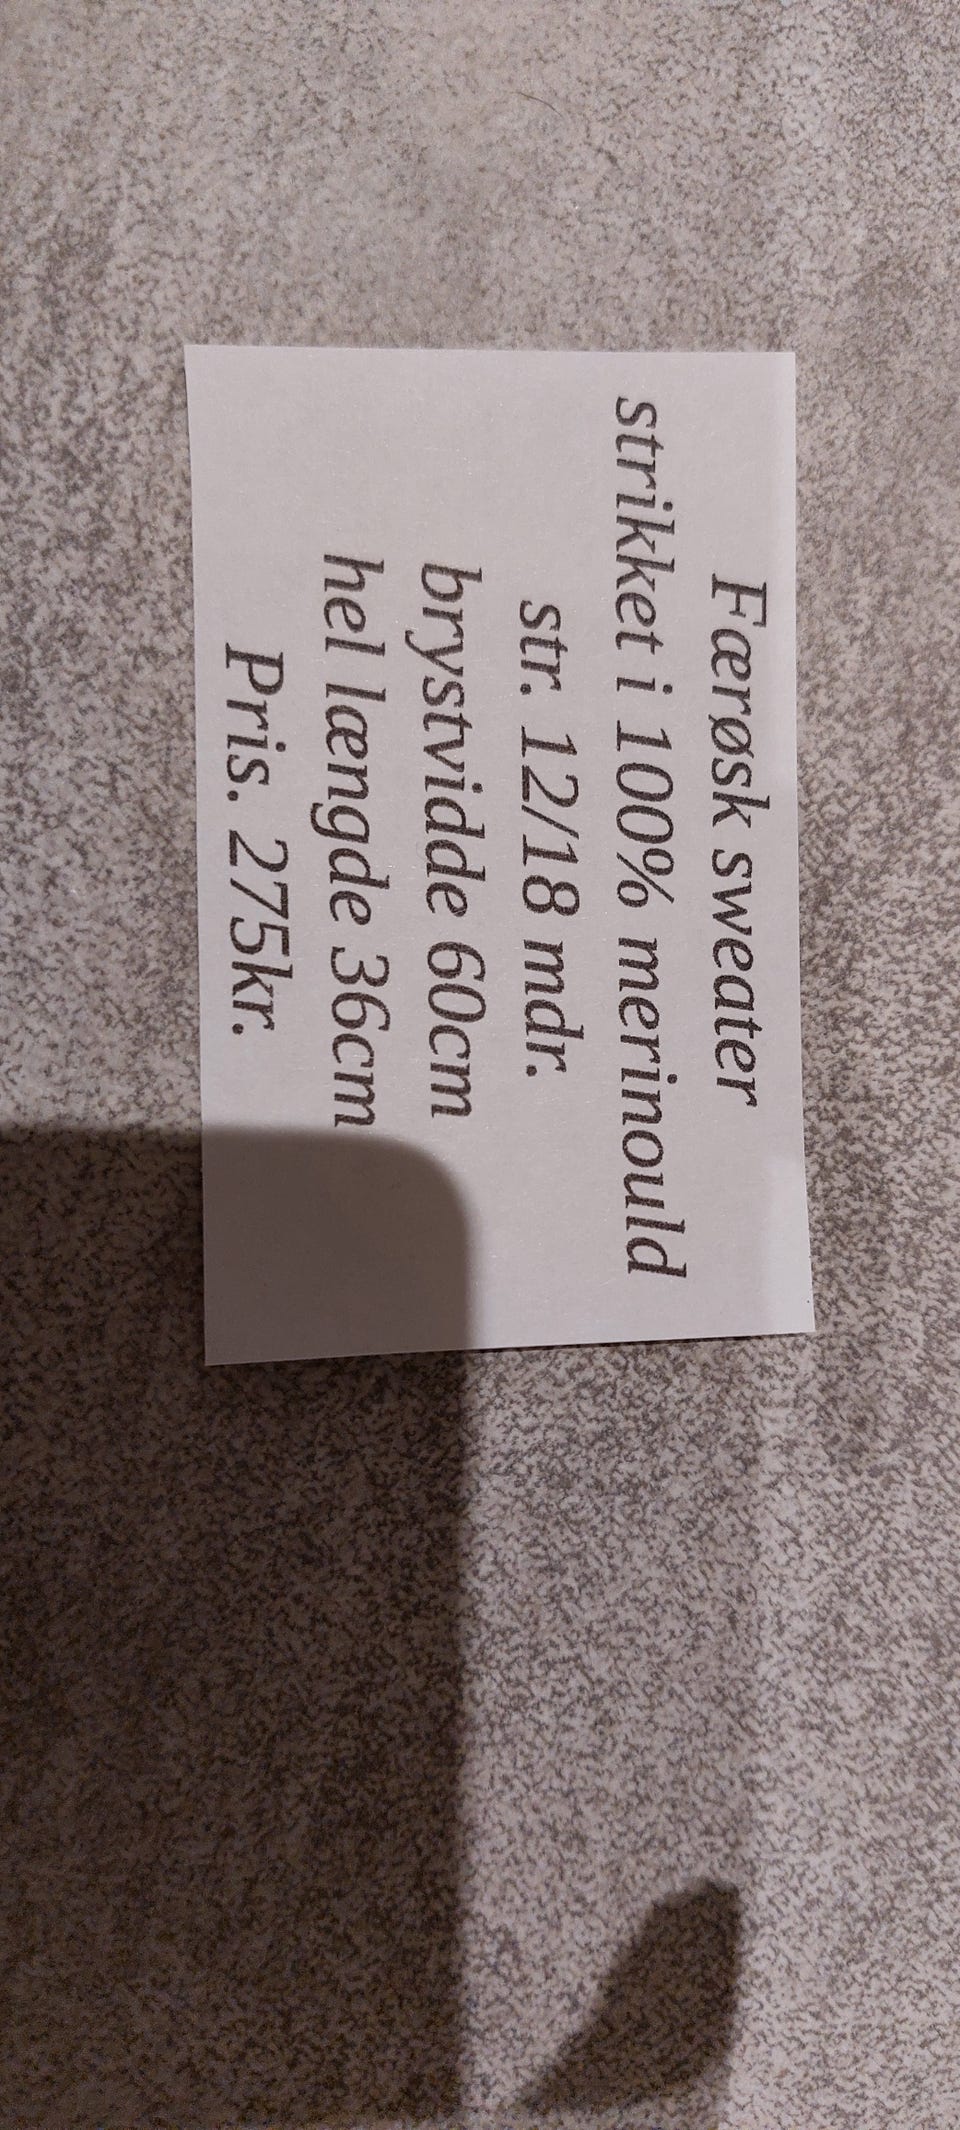 Færøsk sweater
strikket i 100% merinould
str. 12/18 mdr.
brystvidde 60cm
hel længde 36cm
Pris. 275kr.